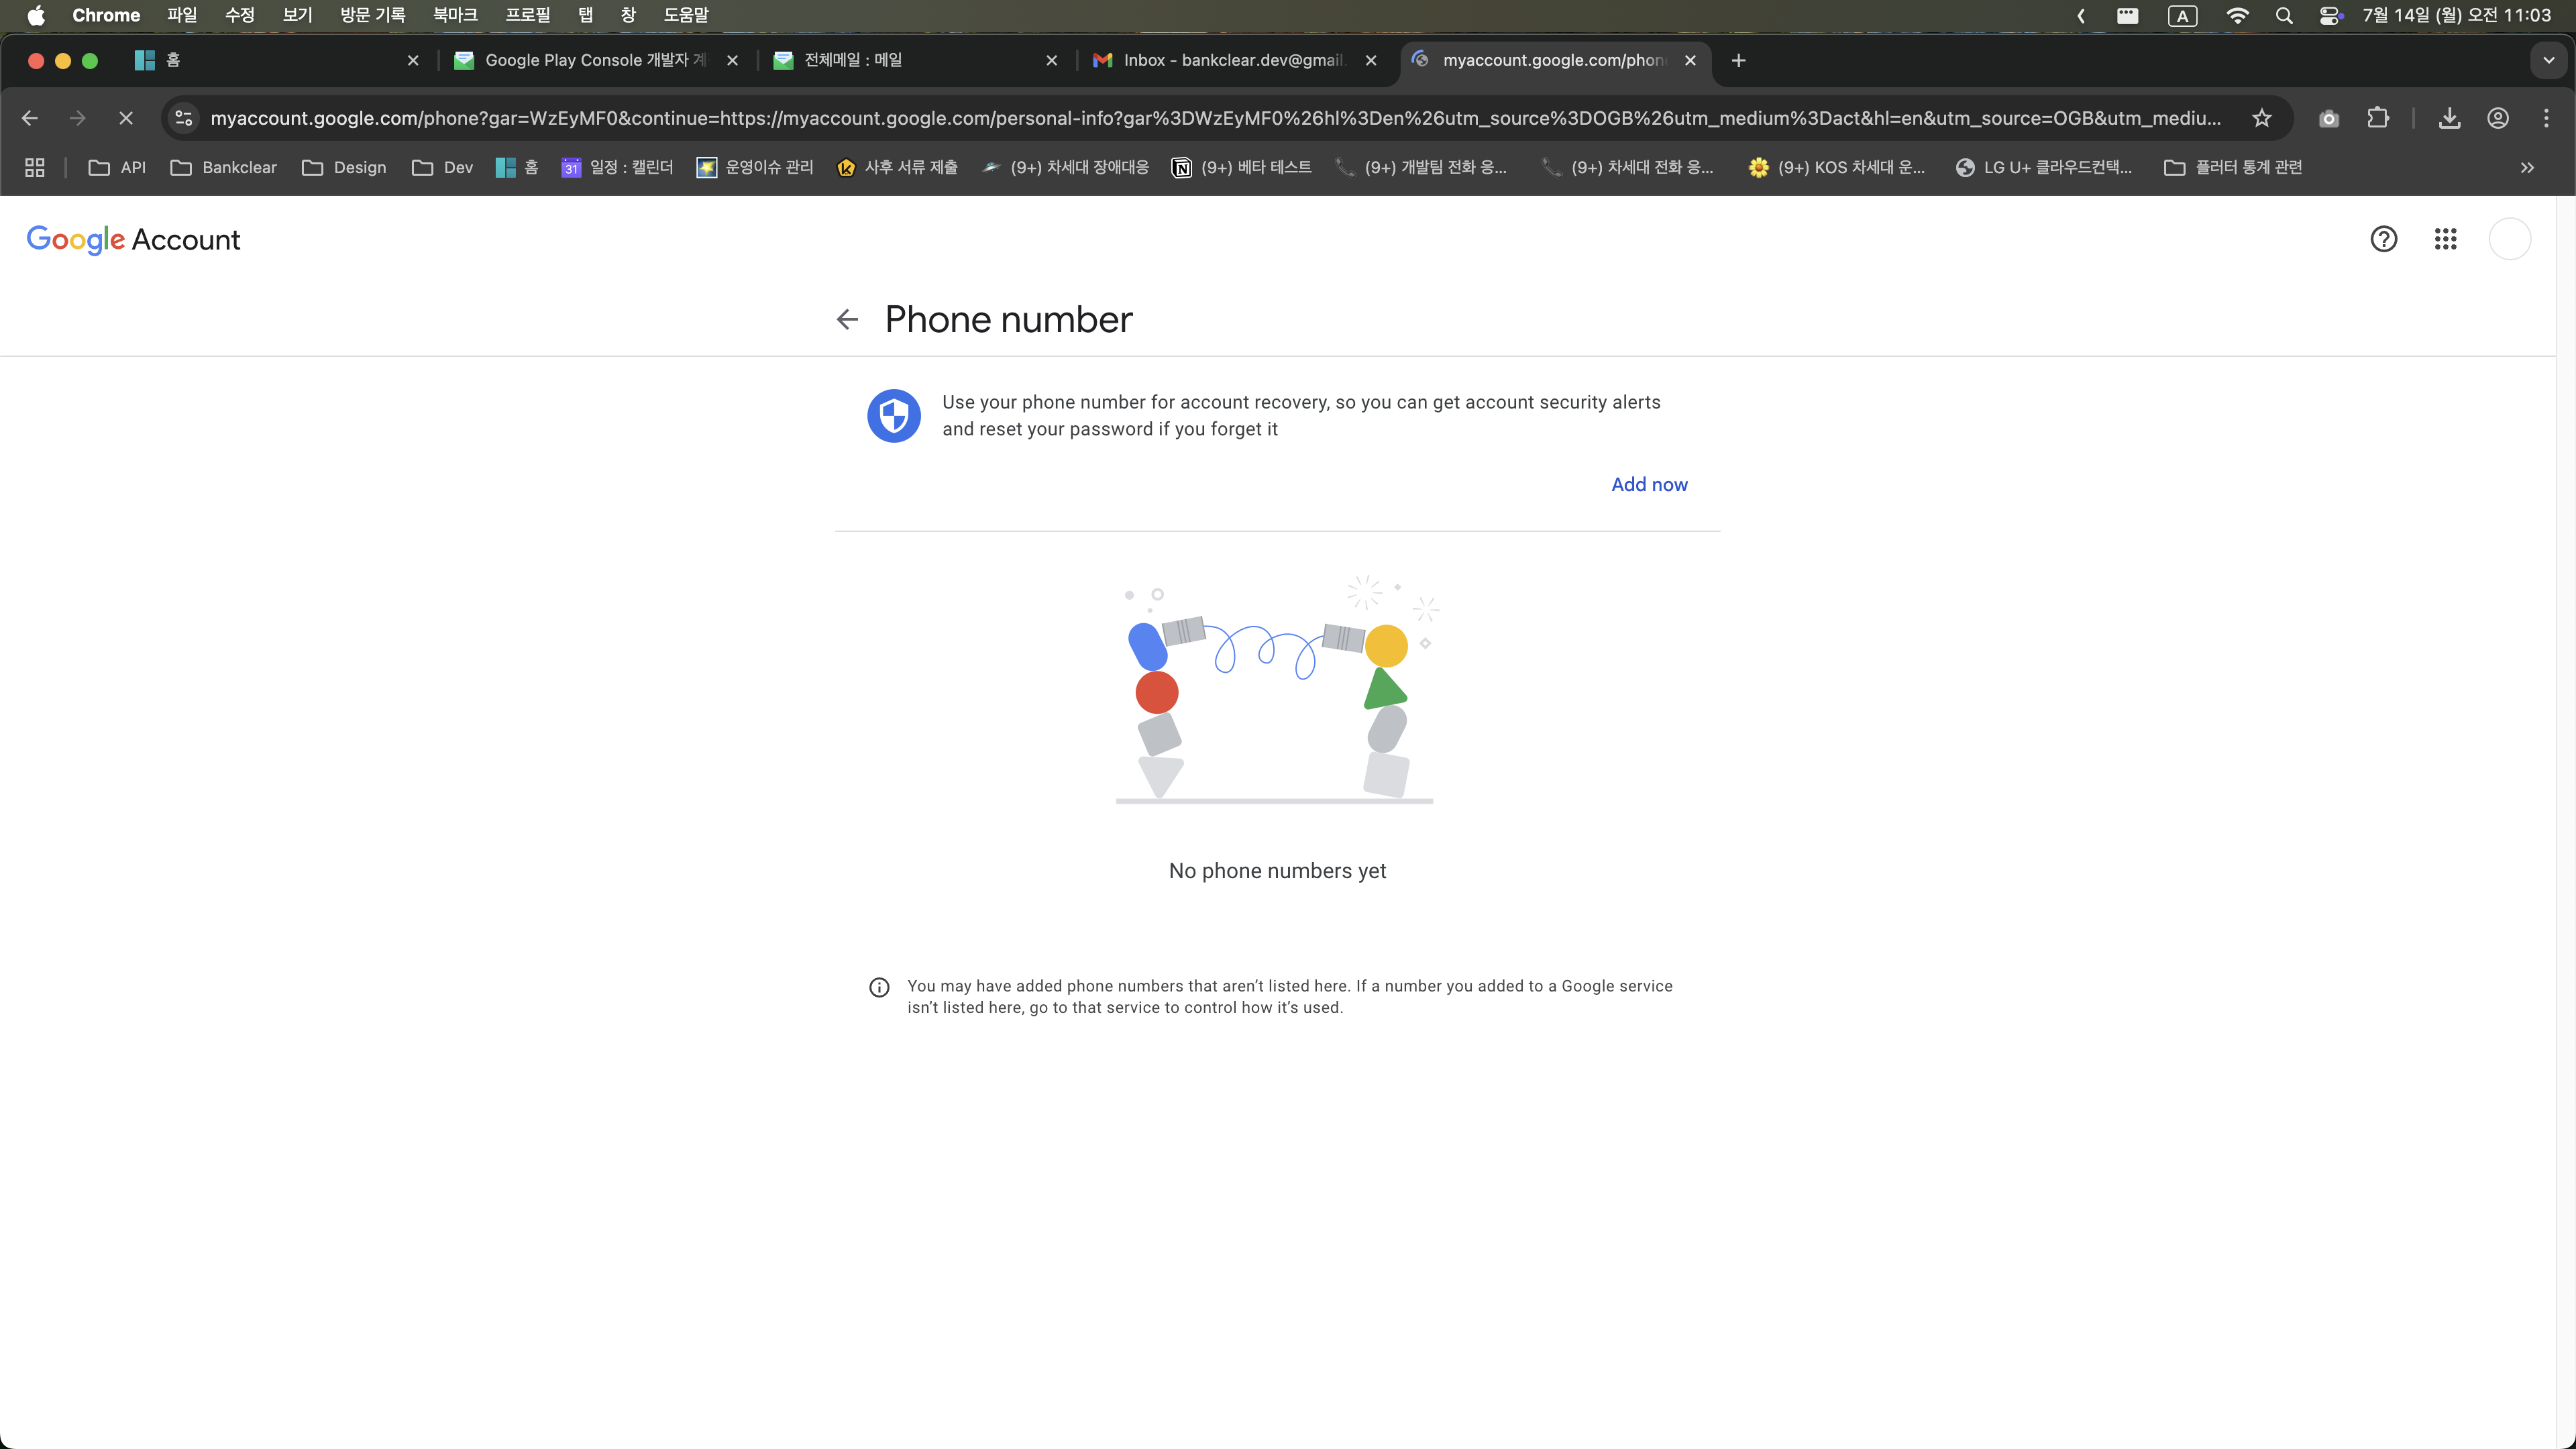 Chrome 파일 수정 보기 방문 기록 북마크 프로필 탭 창 도움말 A 7월 14일 (월) 오전 11:03
홈 Google Play Console 개발자 계 전체메일 : 메일 Inbox - bankclear.dev@gmail. myaccount.google.com/phon
myaccount.google.com/phone?gar=WzEyMF0&continue=https://myaccount.google.com/personal-info?gar%3DWzEyMF0%26hl%3Den%26utm_source%3DOGB%26utm_medium%3Dact&hl=en&utm_source=OGB&utm_mediu...
API Bankclear Design Dev 홈 31 일정 : 캘린더 운영이슈 관리 k 사후 서류 제출 (9+) 차세대 장애대응 N (9+) 베타 테스트 (9+) 개발팀 전화 응... (9+) 차세대 전화 응... (9+) KOS 차세대 운... LG U+ 클라우드컨택... 플러터 통계 관련
Google Account
Phone number
Use your phone number for account recovery, so you can get account security alerts
and reset your password if you forget it
Add now
No phone numbers yet
You may have added phone numbers that aren’t listed here. If a number you added to a Google service
isn’t listed here, go to that service to control how it’s used.